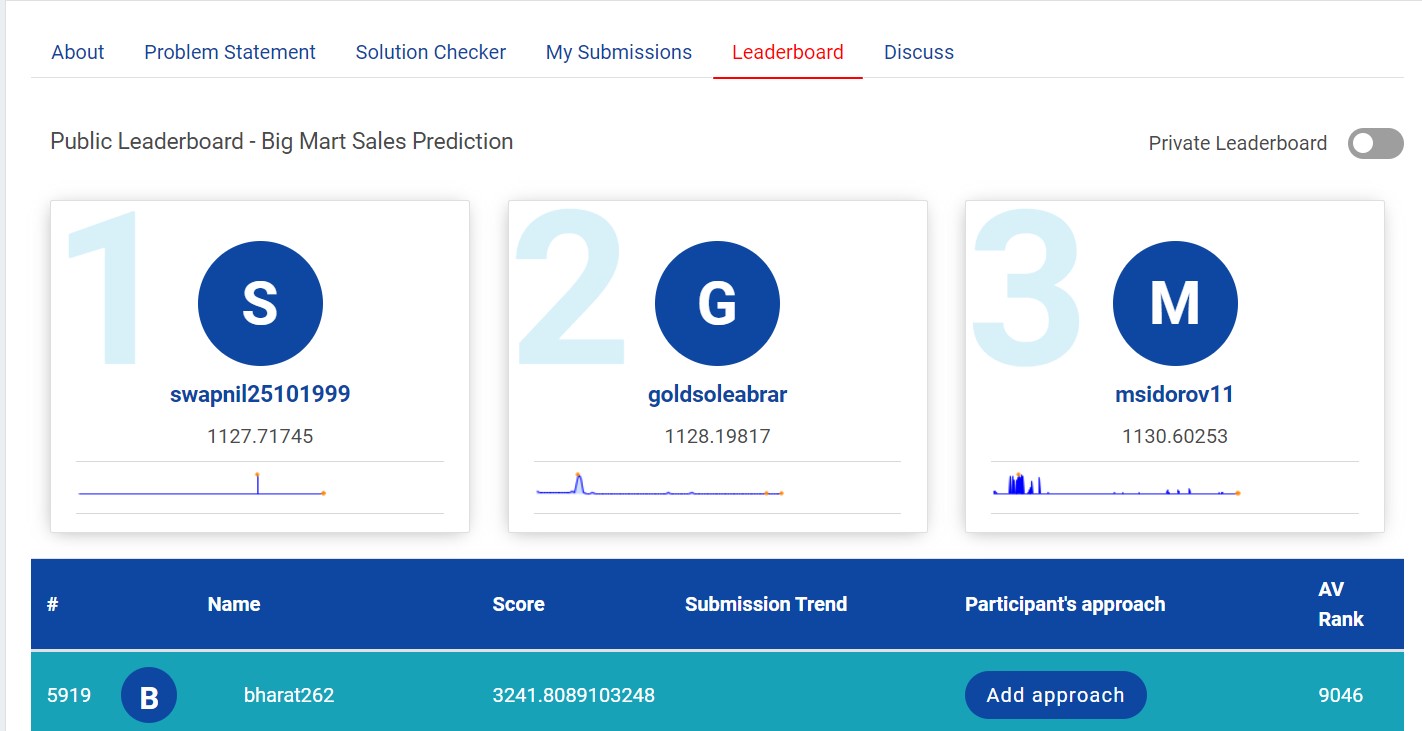 About Problem Statement Solution Checker My Submissions Leaderboard Discuss
Public Leaderboard - Big Mart Sales Prediction
Private Leaderboard
1
S
swapnil25101999
1127.71745
2
G
goldsoleabrar
1128.19817
3
M
msidorov11
1130.60253
# Name Score Submission Trend Participant's approach AV Rank
5919 B bharat262 3241.8089103248 Add approach 9046